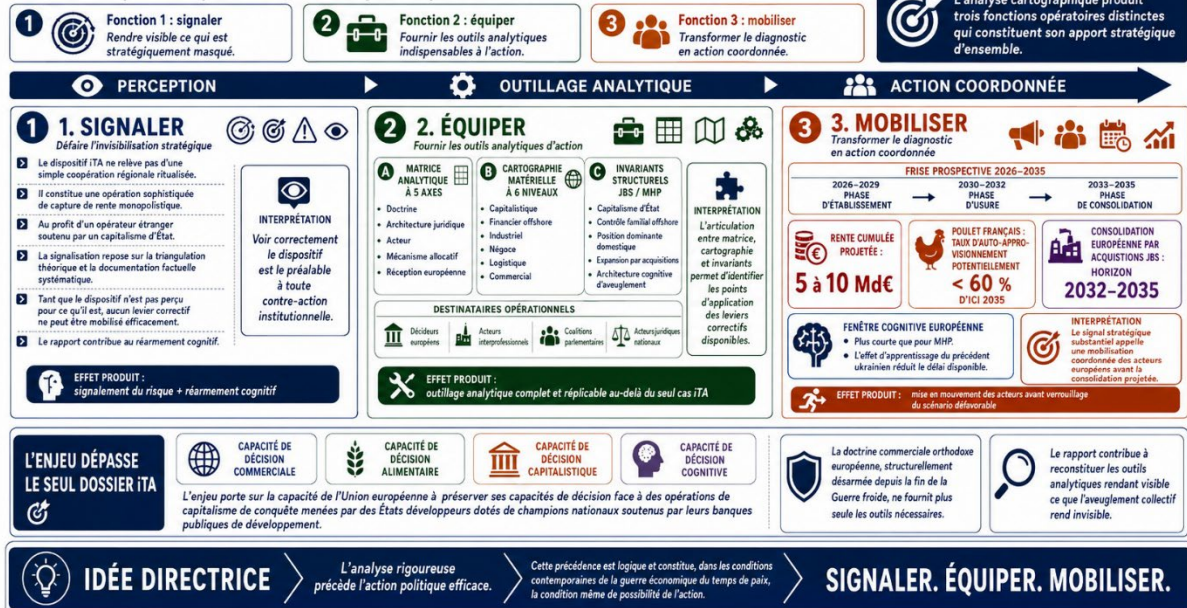 1
Fonction 1 : signaler
Rendre visible ce qui est
stratégiquement masqué.
2
Fonction 2 : équiper
Fournir les outils analytiques
indispensables à l'action.
3
Fonction 3 : mobiliser
Transformer le diagnostic
en action coordonnée.
L'analyse cartographique produit
trois fonctions opératoires distinctes
qui constituent son apport stratégique
d'ensemble.
PERCEPTION
OUTILLAGE ANALYTIQUE
ACTION COORDONNÉE
1
1. SIGNALER
Défaire l'invisibilisation stratégique
Le dispositif iTA ne relève pas d'une
simple coopération régionale ritualisée.
Il constitue une opération sophistiquée
de capture de rente monopolistique.
Au profit d'un opérateur étranger
soutenu par un capitalisme d'État.
La signalisation repose sur la triangulation
théorique et la documentation factuelle
systématique.
Tant que le dispositif n'est pas perçu
pour ce qu'il est, aucun levier correctif
ne peut être mobilisé efficacement.
Le rapport contribue au réarmement cognitif.
INTERPRÉTATION
Voir correctement
le dispositif
est le préalable
à toute
contre-action
institutionnelle.
EFFET PRODUIT :
signalement du risque + réarmement cognitif
2
2. ÉQUIPER
Fournir les outils analytiques d'action
A
MATRICE
ANALYTIQUE
À 5 AXES
• Doctrine
• Architecture juridique
• Acteur
• Mécanisme allocatif
• Réception européenne
B
CARTOGRAPHIE
MATÉRIELLE
À 6 NIVEAUX
• Capitalistique
• Financier offshore
• Industriel
• Négoce
• Logistique
• Commercial
C
INVARIANTS
STRUCTURELS
JBS / MHP
• Capitalisme d'État
• Contrôle familial offshore
• Position dominante
domestique
• Expansion par acquisitions
• Architecture cognitive
d'aveuglement
INTERPRÉTATION
L'articulation
entre matrice,
cartographie
et invariants
permet d'identifier
les points
d'application
des leviers
correctifs
disponibles.
DESTINATAIRES OPÉRATIONNELS
Décideurs
européens
Acteurs
interprofessionnels
Coalitions
parlementaires
Acteursjuridiques
nationaux
EFFET PRODUIT :
outillage analytique complet et réplicable au-delà du seul cas iTA
3
3. MOBILISER
Transformer le diagnostic
en action coordonnée
FRISE PROSPECTIVE 2026–2035
2026–2029
PHASE
D'ÉTABLISSEMENT
2030–2032
PHASE
D'USURE
2033–2035
PHASE
DE CONSOLIDATION
RENTE CUMULÉE
PROJETÉE :
5 à 10 Md€
POULET FRANÇAIS :
TAUX D'AUTO-APPRO-
VISIONNEMENT
POTENTIELLEMENT
< 60 %
D'ICI 2035
CONSOLIDATION
EUROPÉENNE PAR
ACQUISTIONS JBS :
HORIZON
2032–2035
FENÊTRE COGNITIVE EUROPÉENNE
• Plus courte que pour MHP.
• L'effet d'apprentissage du précédent
ukrainien réduit le délai disponible.
INTERPRÉTATION
Le signal stratégique
substantiel appelle
une mobilisation
coordonnée des acteurs
européens avant la
consolidation projetée.
EFFET PRODUIT : mise en mouvement des acteurs avant verrouillage
du scénario défavorable
L'ENJEU DÉPASSE
LE SEUL DOSSIER iTA
CAPACITÉ DE
DÉCISION
COMMERCIALE
CAPACITÉ DE
DÉCISION
ALIMENTAIRE
CAPACITÉ DE
DÉCISION
CAPITALISTIQUE
CAPACITÉ DE
DÉCISION
COGNITIVE
L'enjeu porte sur la capacité de l'Union européenne à préserver ses capacités de décision face à des opérations de
capitalisme de conquête menées par des États développeurs dotés de champions nationaux soutenus par leurs banques
publiques de développement.
La doctrine commerciale orthodoxe
européenne, structurellement
désarmée depuis la fin de la
Guerre froide, ne fournit plus
seule les outils nécessaires.
Le rapport contribue à
reconstituer les outils
analytiques rendant visible
ce que l'aveuglement collectif
rend invisible.
IDÉE DIRECTRICE
L'analyse rigoureuse
précède l'action politique efficace.
Cette précédence est logique et constitue, dans les conditions
contemporaines de la guerre économique du temps de paix,
la condition même de possibilité de l'action.
SIGNALER. ÉQUIPER. MOBILISER.